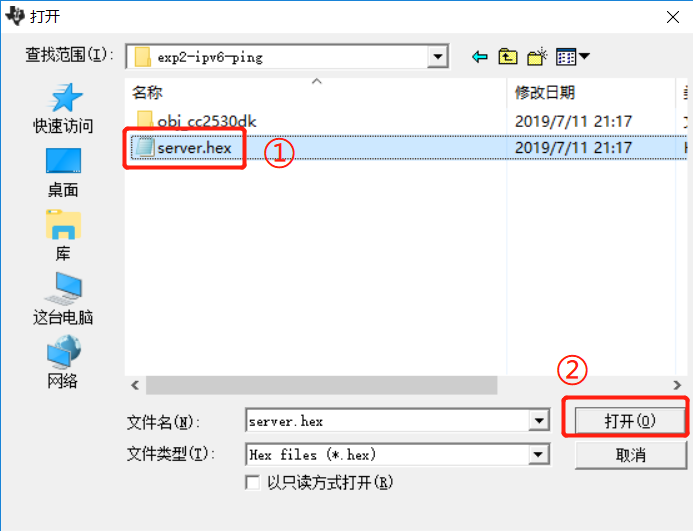 打开
查找范围(I):
exp2-ipv6-ping
名称
修改日期
obj_cc2530dk
2019/7/11 21:17
server.hex
①
2019/7/11 21:17
快速访问
桌面
库
这台电脑
网络
②
文件名(N):
server.hex
打开(O)
文件类型(T):
Hex files (*.hex)
取消
以只读方式打开(R)